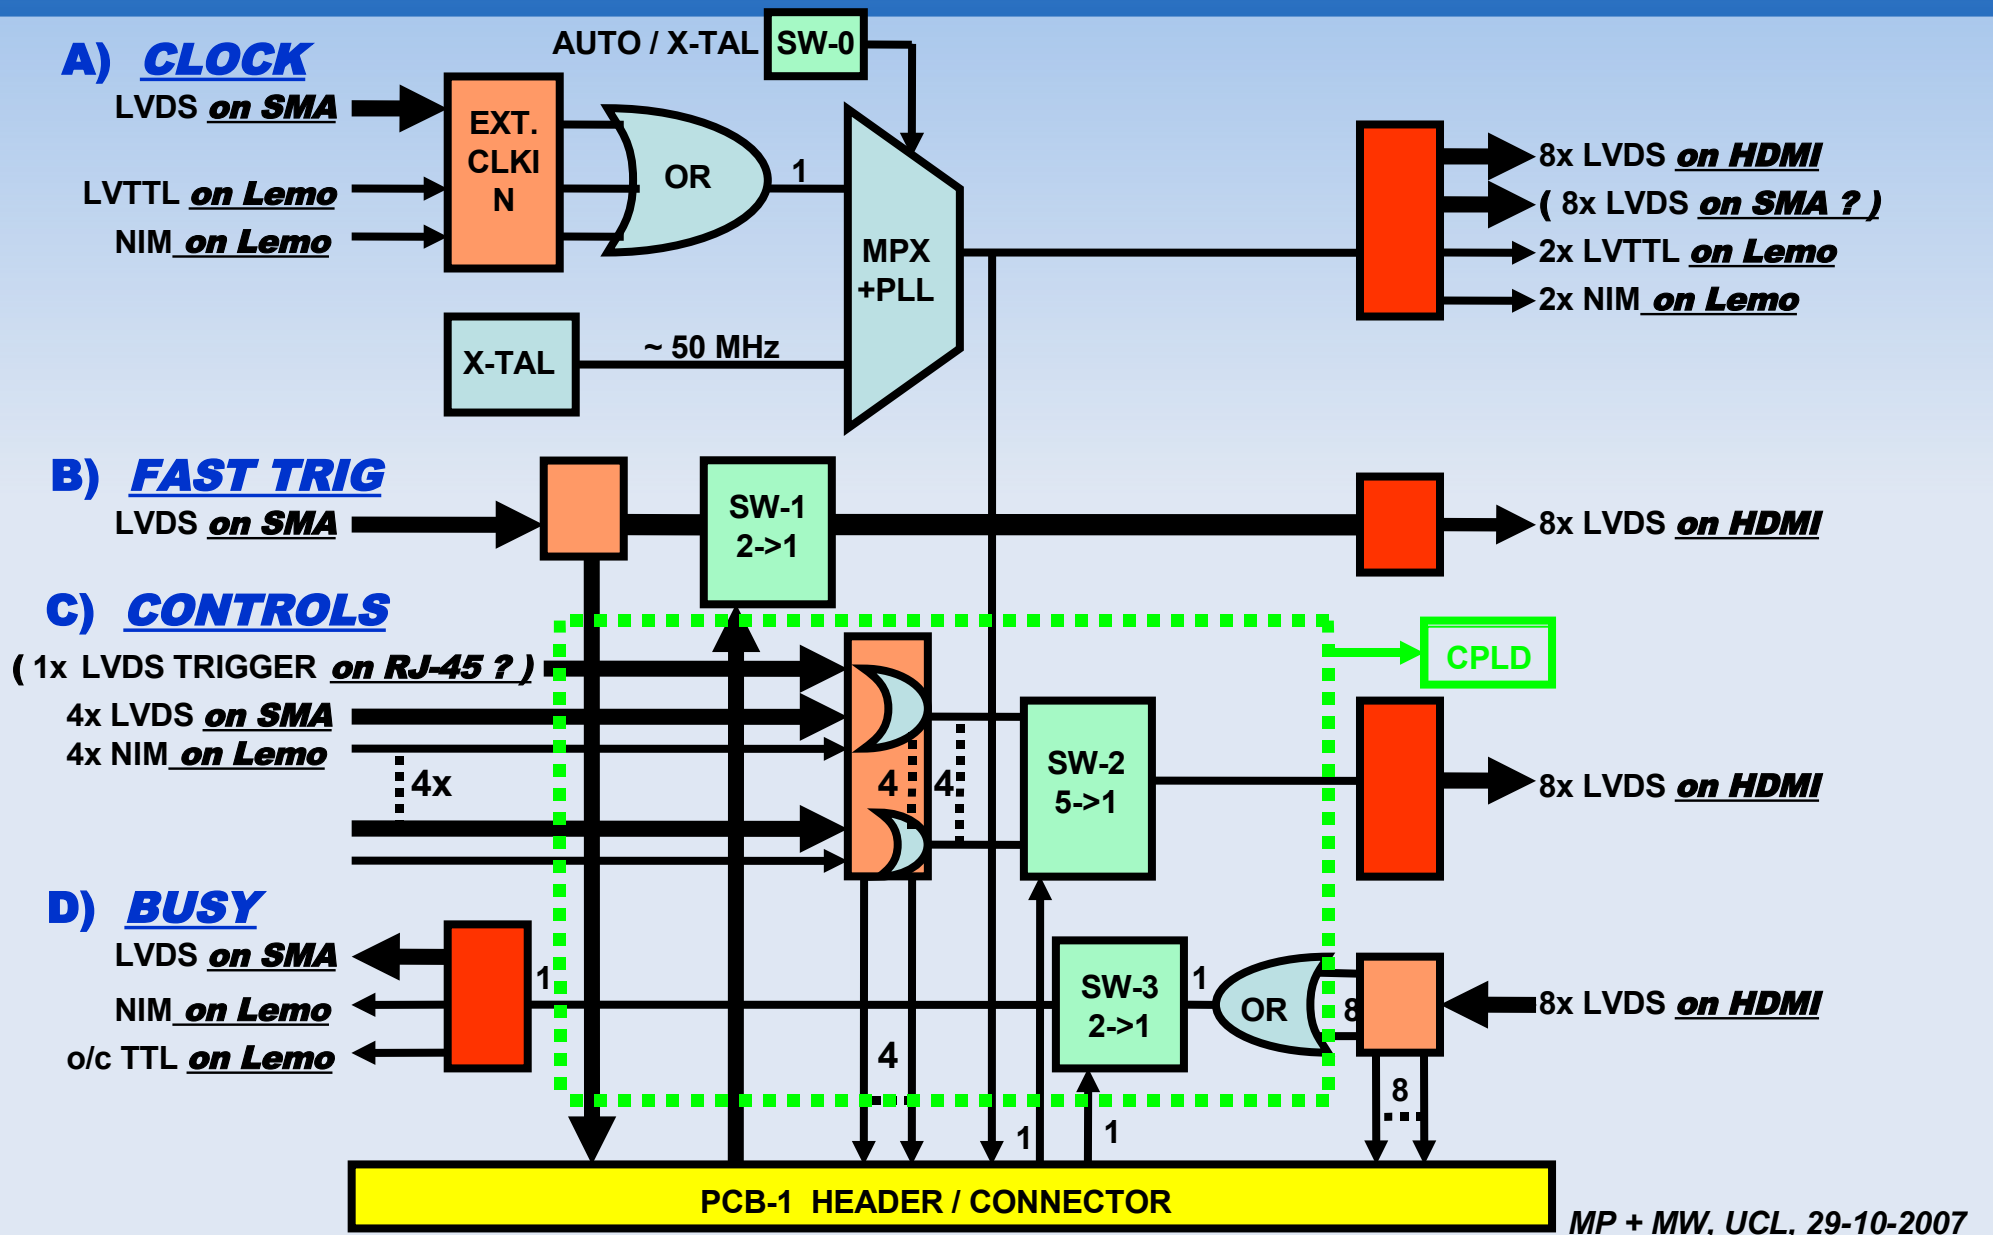 A) CLOCK
AUTO / X-TAL
SW-0
LVDS on SMA
LVTTL on Lemo
NIM on Lemo
EXT.
CLKI
N
OR
1
MPX
+PLL
X-TAL
~ 50 MHz
8x LVDS on HDMI
( 8x LVDS on SMA ? )
2x LVTTL on Lemo
2x NIM on Lemo
B) FAST TRIG
LVDS on SMA
SW-1
2->1
8x LVDS on HDMI
C) CONTROLS
( 1x LVDS TRIGGER on RJ-45 ? )
4x LVDS on SMA
4x NIM on Lemo
4x
4
4
SW-2
5->1
CPLD
8x LVDS on HDMI
D) BUSY
LVDS on SMA
NIM on Lemo
o/c TTL on Lemo
1
4
SW-3
2->1
1
OR
8
8x LVDS on HDMI
8
1
1
PCB-1 HEADER / CONNECTOR
MP + MW, UCL, 29-10-2007